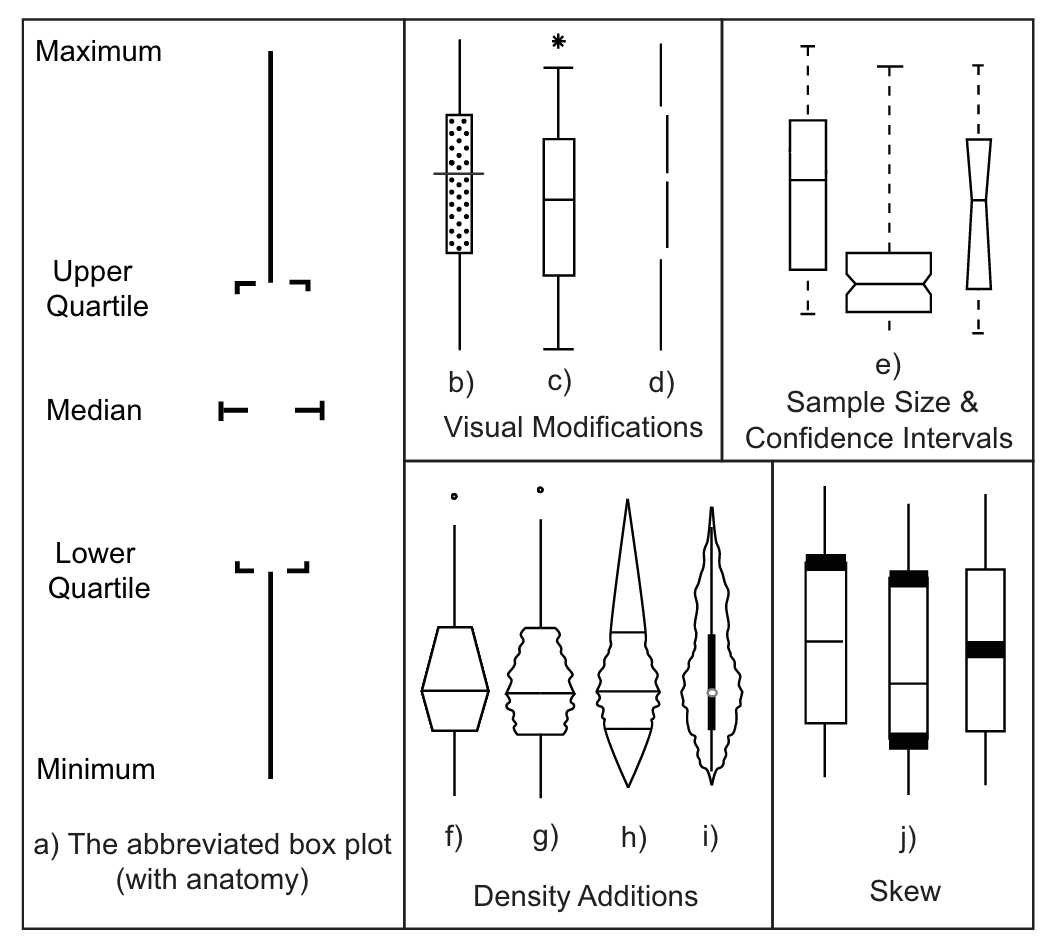 Maximum
Upper
Quartile
Median
Lower
Quartile
Minimum
a) The abbreviated box plot
(with anatomy)
b)
c)
d)
Visual Modifications
e)
Sample Size &
Confidence Intervals
f)
g)
h)
i)
Density Additions
j)
Skew